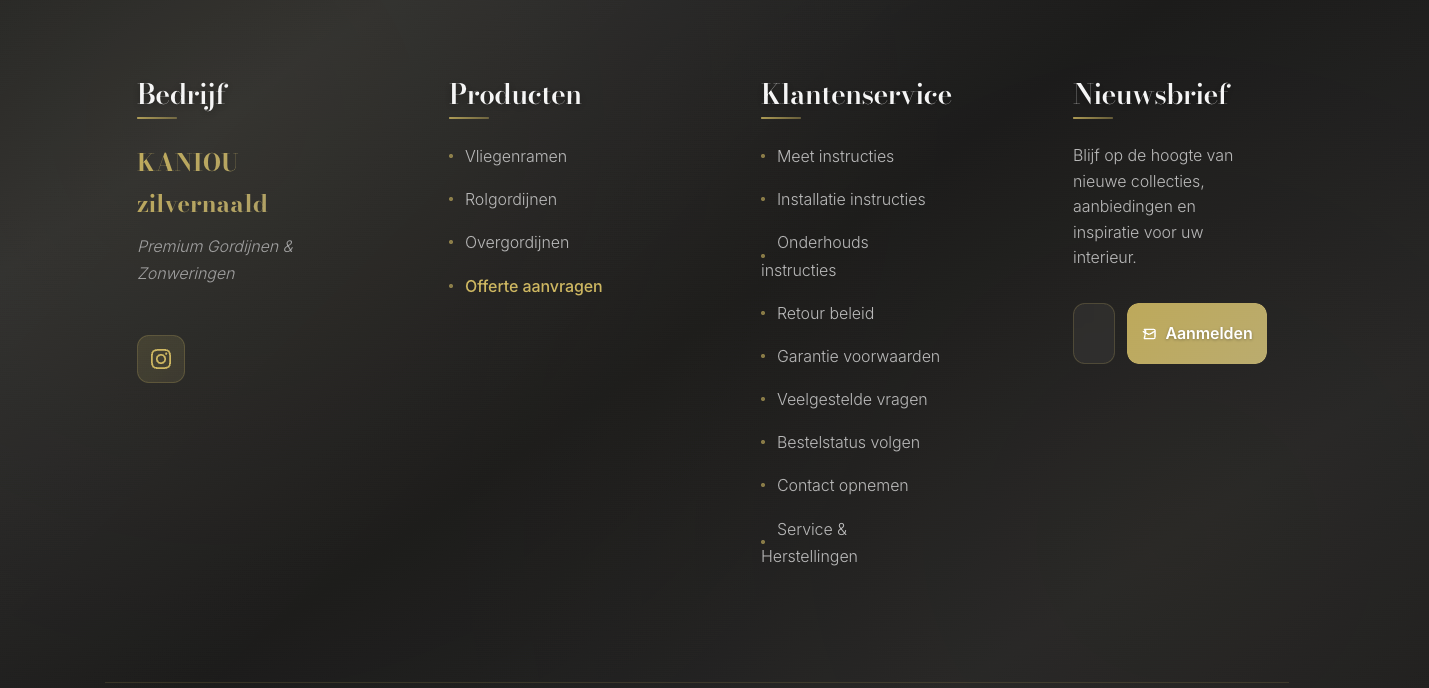 Bedrijf
KANIOU
zilvernaald
Premium Gordijnen &
Zonweringen
Producten
Vliegenramen
Rolgordijnen
Overgordijnen
Offerte aanvragen
Klantenservice
Meet instructies
Installatie instructies
Onderhouds
instructies
Retour beleid
Garantie voorwaarden
Veelgestelde vragen
Bestelstatus volgen
Contact opnemen
Service &
Herstellingen
Nieuwsbrief
Blijf op de hoogte van
nieuwe collecties,
aanbiedingen en
inspiratie voor uw
interieur.
Aanmelden